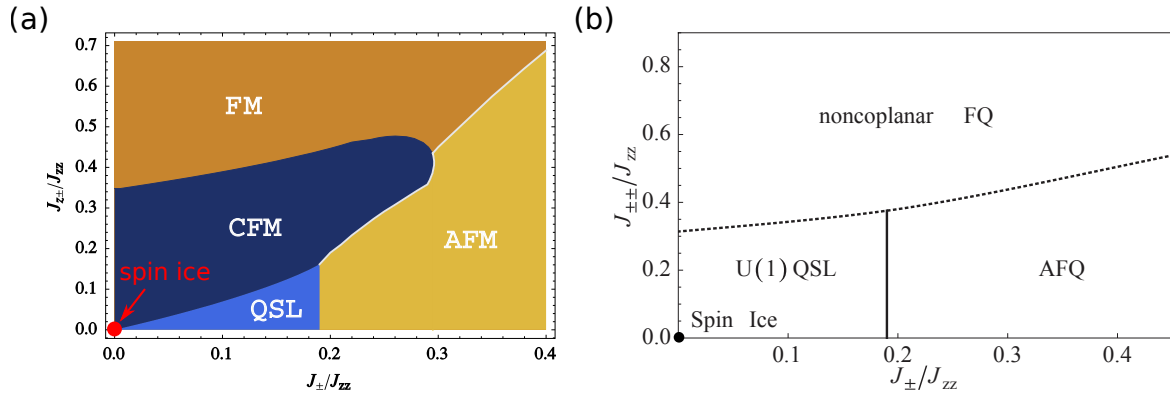 (a)
0.7
0.6
0.5
0.4
0.3
0.2
0.1
0.0
J_{z±}/J_{zz}
FM
CFM
AFM
spin ice
QSL
0.0
0.1
0.2
0.3
0.4
J_{±}/J_{zz}
(b)
0.8
0.6
0.4
0.2
0.0
J_{±±}/J_{zz}
noncoplanar FQ
U(1) QSL
AFQ
Spin Ice
0.1
0.2
0.3
0.4
J_{±}/J_{zz}